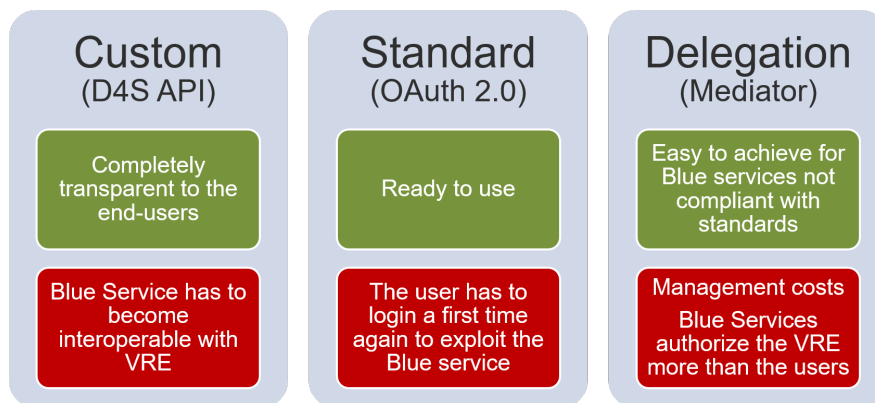 Custom
(D4S API)
Completely
transparent to the
end-users
Blue Service has to
become
interoperable with
VRE
Standard
(OAuth 2.0)
Ready to use
The user has to
login a first time
again to exploit the
Blue service
Delegation
(Mediator)
Easy to achieve for
Blue services not
compliant with
standards
Management costs
Blue Services
authorize the VRE
more than the users